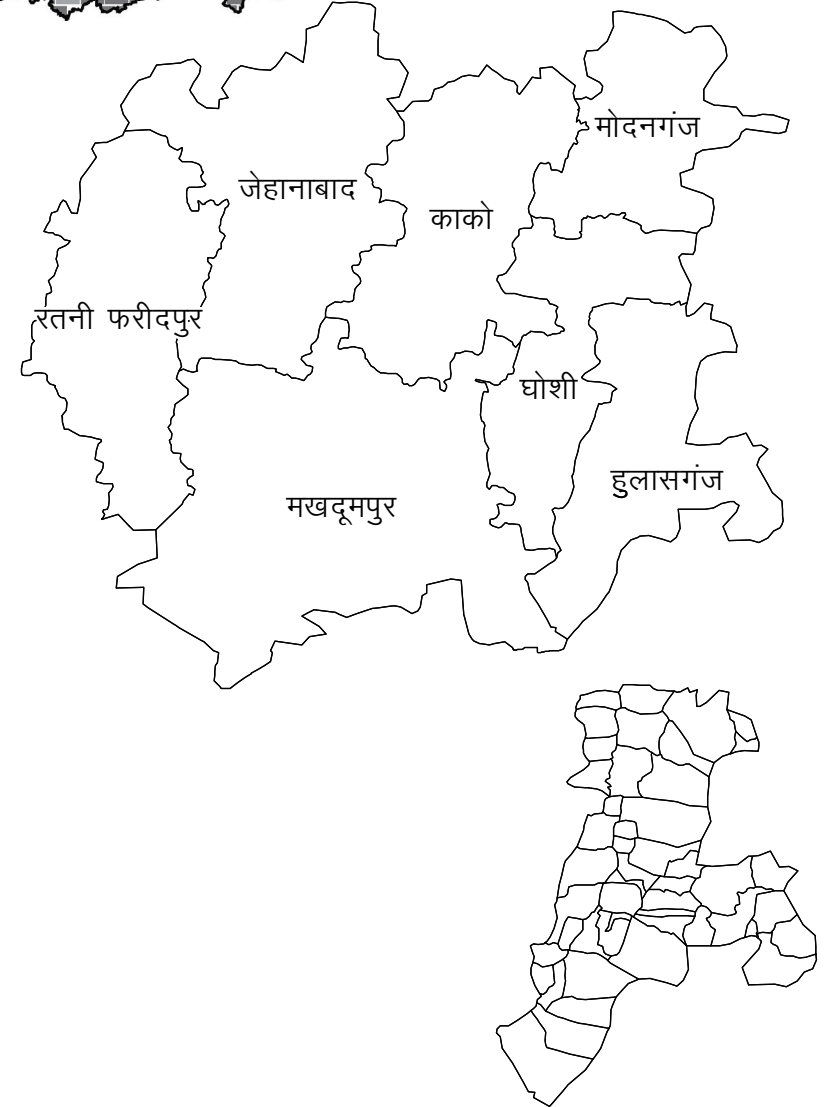 मोदनगंज
जेहानाबाद
काको
रतनी फरीदपुर
घोशी
हुलासगंज
मखदूमपुर